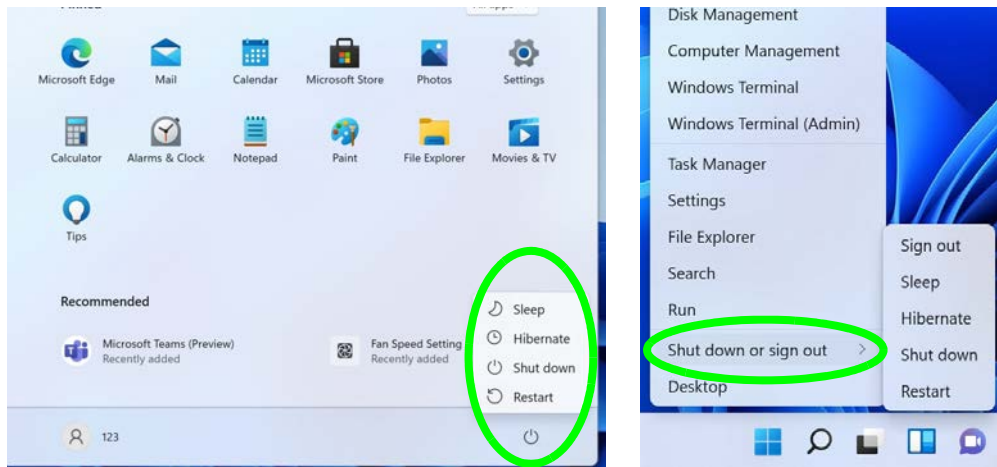 Microsoft Edge Mail Calendar Microsoft Store Photos Settings
Calculator Alarms & Clock Notepad Paint File Explorer Movies & TV
Tips
Recommended
Microsoft Teams (Preview)
Recently added
Fan Speed Setting
Recently added
Sleep
Hibernate
Shut down
Restart
123
Disk Management
Computer Management
Windows Terminal
Windows Terminal (Admin)
Task Manager
Settings
File Explorer
Search
Run
Shut down or sign out
Desktop
Sign out
Sleep
Hibernate
Shut down
Restart